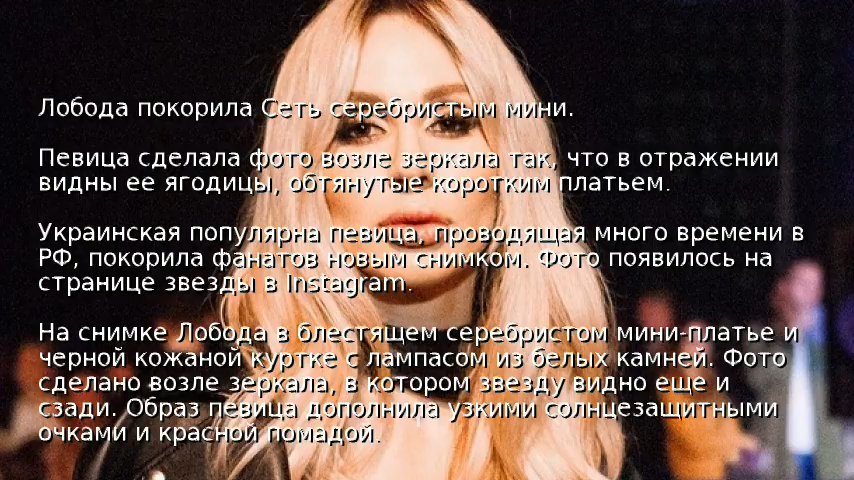 Лобода покорила Сеть серебристым мини.
Певица сделала фото возле зеркала так, что в отражении
видны ее ягодицы, обтянутые коротким платьем.
Украинская популярна певица, проводящая много времени в
РФ, покорила фанатов новым снимком. Фото появилось на
странице звезды в Instagram.
На снимке Лобода в блестящем серебристом мини-платье и
черной кожаной куртке с лампасом из белых камней. Фото
сделано возле зеркала, в котором звезду видно еще и
сзади. Образ певица дополнила узкими солнцезащитными
очками и красной помадой.